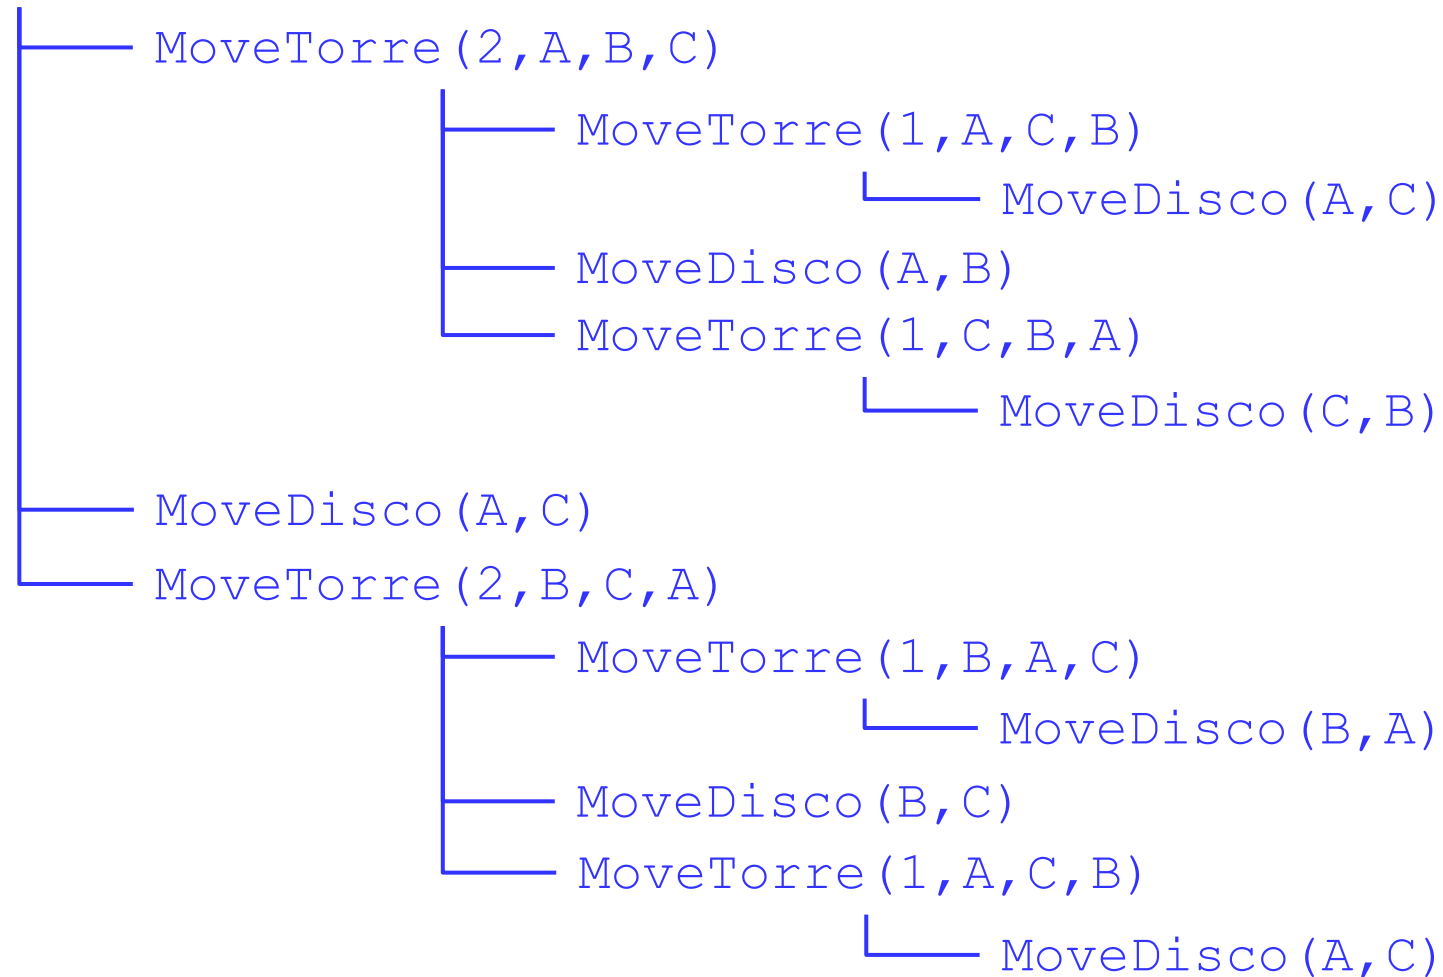 MoveTorre(2,A,B,C)
MoveTorre(1,A,C,B)
MoveDisco(A,C)
MoveDisco(A,B)
MoveTorre(1,C,B,A)
MoveDisco(C,B)
MoveDisco(A,C)
MoveTorre(2,B,C,A)
MoveTorre(1,B,A,C)
MoveDisco(B,A)
MoveDisco(B,C)
MoveTorre(1,A,C,B)
MoveDisco(A,C)